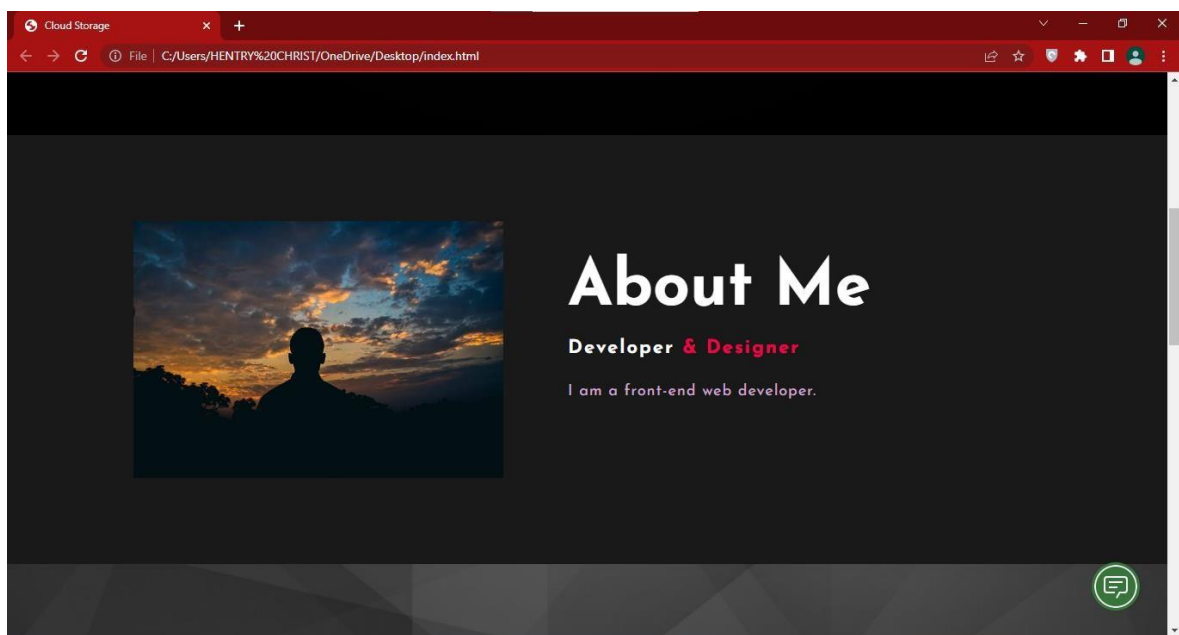 Cloud Storage
File | C:/Users/HENTRY%20CHRIST/OneDrive/Desktop/index.html
About Me
Developer & Designer
I am a front-end web developer.